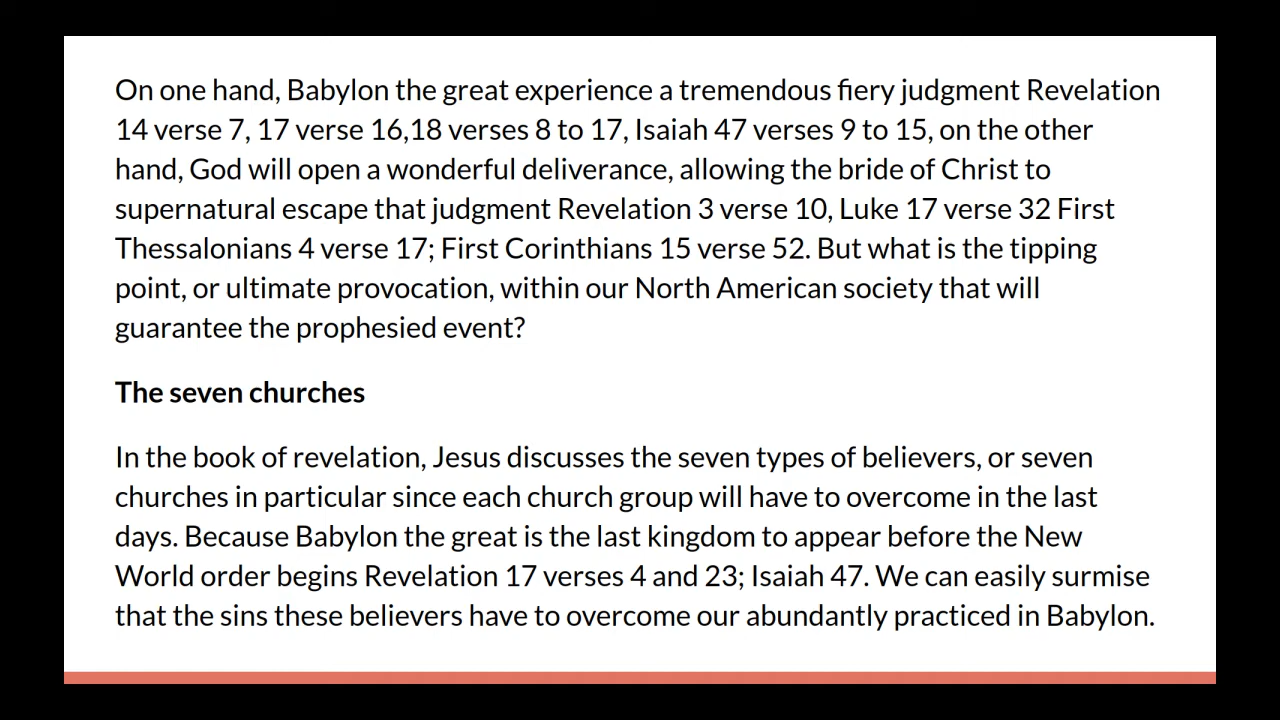 On one hand, Babylon the great experience a tremendous fiery judgment Revelation
14 verse 7, 17 verse 16,18 verses 8 to 17, Isaiah 47 verses 9 to 15, on the other
hand, God will open a wonderful deliverance, allowing the bride of Christ to
supernatural escape that judgment Revelation 3 verse 10, Luke 17 verse 32 First
Thessalonians 4 verse 17; First Corinthians 15 verse 52. But what is the tipping
point, or ultimate provocation, within our North American society that will
guarantee the prophesied event?
The seven churches
In the book of revelation, Jesus discusses the seven types of believers, or seven
churches in particular since each church group will have to overcome in the last
days. Because Babylon the great is the last kingdom to appear before the New
World order begins Revelation 17 verses 4 and 23; Isaiah 47. We can easily surmise
that the sins these believers have to overcome our abundantly practiced in Babylon.